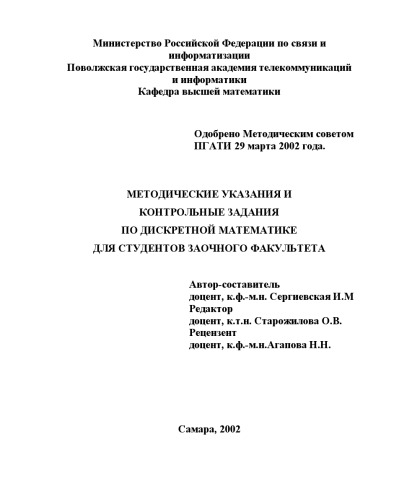 Министерство Российской Федерации по связи и
информатизации
Поволжская государственная академия телекоммуникаций
и информатики
Кафедра высшей математики
Одобрено Методическим советом
ПГАТИ 29 марта 2002 года.
МЕТОДИЧЕСКИЕ УКАЗАНИЯ И
КОНТРОЛЬНЫЕ ЗАДАНИЯ
ПО ДИСКРЕТНОЙ МАТЕМАТИКЕ
ДЛЯ СТУДЕНТОВ ЗАОЧНОГО ФАКУЛЬТЕТА
Автор-составитель
доцент, к.ф.-м.н. Сергиевская И.М
Редактор
доцент, к.т.н. Старожилова О.В.
Рецензент
доцент, к.ф.-м.н.Агапова Н.Н.
Самара, 2002